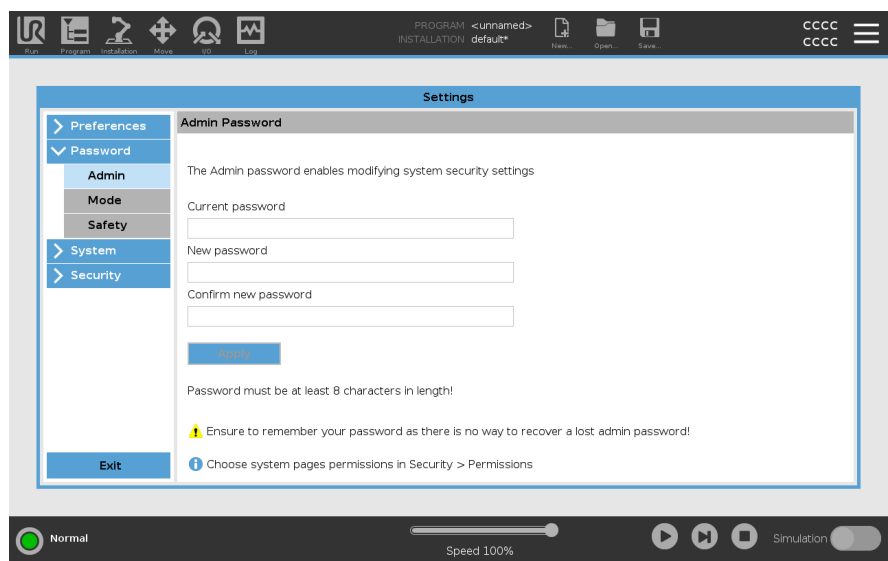 PROGRAM <unnamed>
INSTALLATION default*
CCCC
CCCC
Run
Program
Installation
Move
I/O
Log
New...
Open...
Save...
Settings
Preferences
Password
Admin
Mode
Safety
System
Security
Exit
Admin Password
The Admin password enables modifying system security settings
Current password
New password
Confirm new password
Apply
Password must be at least 8 characters in length!
Ensure to remember your password as there is no way to recover a lost admin password!
Choose system pages permissions in Security > Permissions
Normal
Speed 100%
Simulation